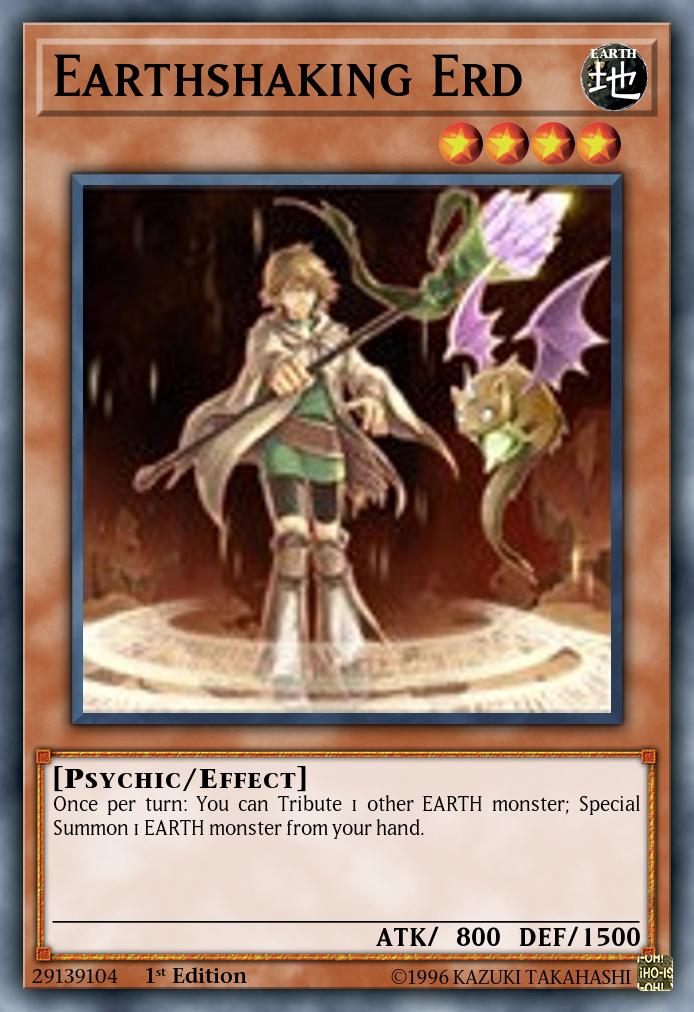 Earthshaking Erd
EARTH
地
[Psychic/Effect]
Once per turn: You can Tribute 1 other EARTH monster; Special
Summon 1 EARTH monster from your hand.
ATK/ 800 DEF/1500
29139104 1st Edition ©1996 KAZUKI TAKAHASHI